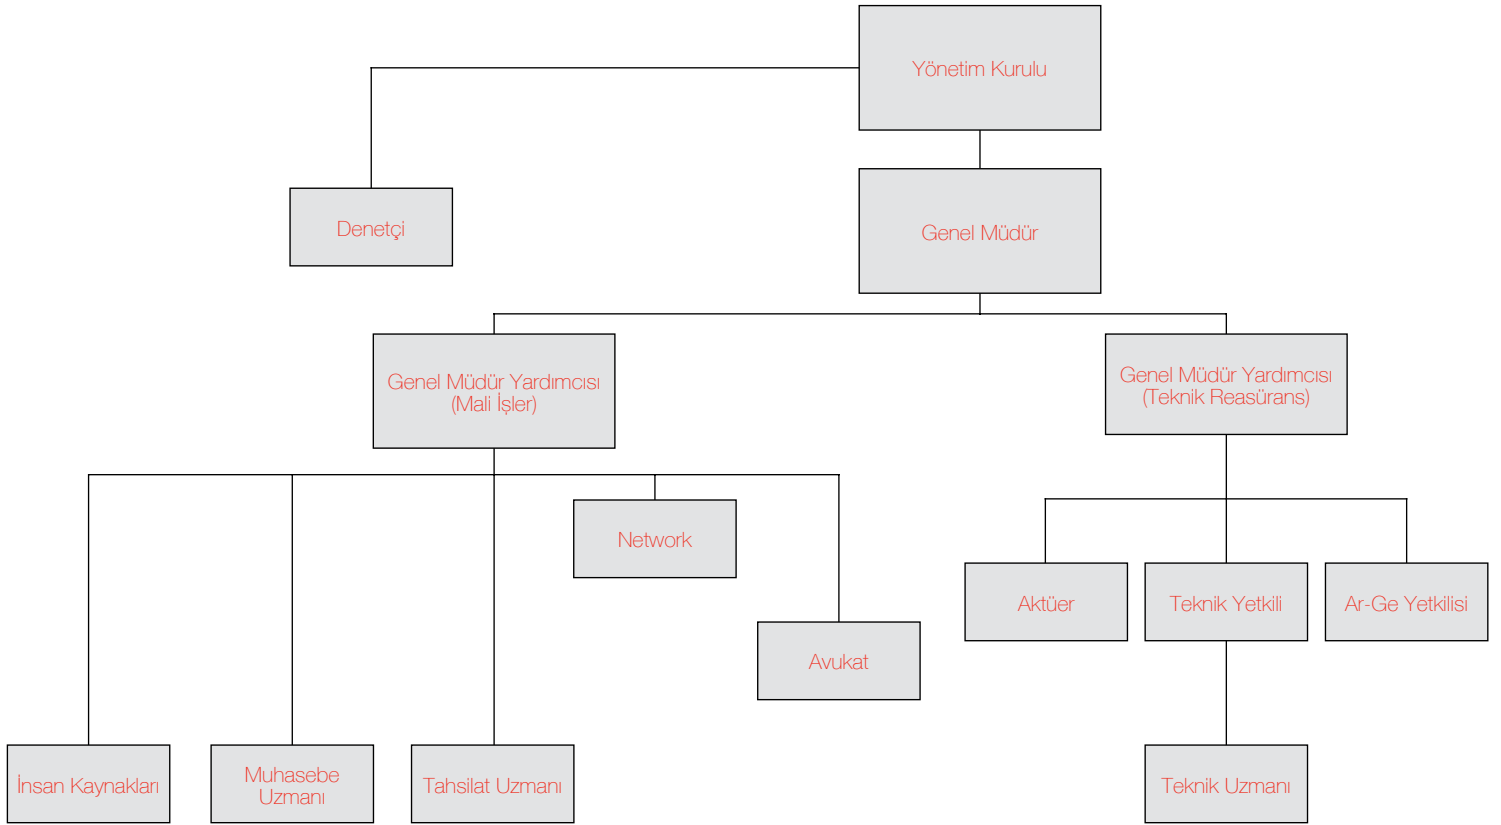 Yönetim Kurulu
Denetçi
Genel Müdür
Genel Müdür Yardımcısı
(Mali İşler)
Genel Müdür Yardımcısı
(Teknik Reasürans)
Network
Aktüer
Teknik Yetkili
Ar-Ge Yetkilisi
Avukat
İnsan Kaynakları
Muhasebe
Uzmanı
Tahsilat Uzmanı
Teknik Uzmanı